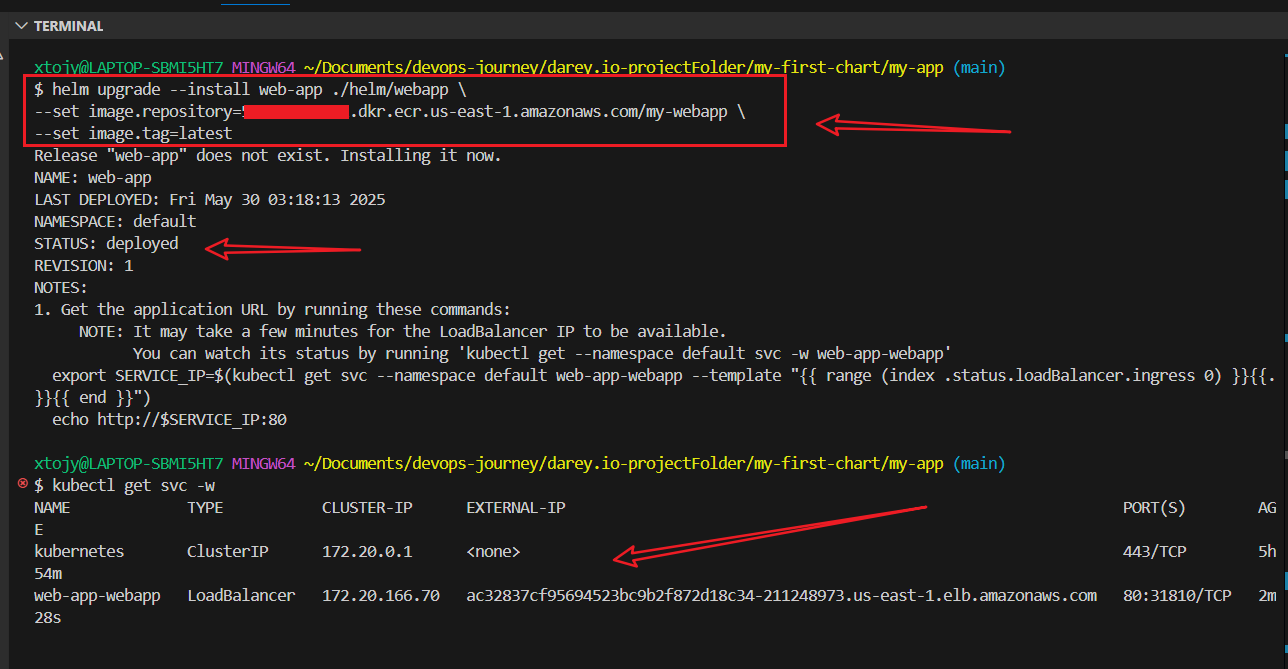 TERMINAL
xtojy@LAPTOP-SBMI5HT7 MINGW64 ~/Documents/devops-journey/darey.io-projectFolder/my-first-chart/my-app (main)
$ helm upgrade --install web-app ./helm/webapp \
--set image.repository=.dkr.ecr.us-east-1.amazonaws.com/my-webapp \
--set image.tag=latest
Release "web-app" does not exist. Installing it now.
NAME: web-app
LAST DEPLOYED: Fri May 30 03:18:13 2025
NAMESPACE: default
STATUS: deployed
REVISION: 1
NOTES:
1. Get the application URL by running these commands:
NOTE: It may take a few minutes for the LoadBalancer IP to be available.
You can watch its status by running 'kubectl get --namespace default svc -w web-app-webapp'
export SERVICE_IP=$(kubectl get svc --namespace default web-app-webapp --template "{{ range (index .status.loadBalancer.ingress 0) }}{{.
}}{{ end }}")
echo http://$SERVICE_IP:80
xtojy@LAPTOP-SBMI5HT7 MINGW64 ~/Documents/devops-journey/darey.io-projectFolder/my-first-chart/my-app (main)
$ kubectl get svc -w
NAME TYPE CLUSTER-IP EXTERNAL-IP PORT(S) AG
E
kubernetes ClusterIP 172.20.0.1 <none> 443/TCP 5h
54m
web-app-webapp LoadBalancer 172.20.166.70 ac32837cf95694523bc9b2f872d18c34-211248973.us-east-1.elb.amazonaws.com 80:31810/TCP 2m
28s